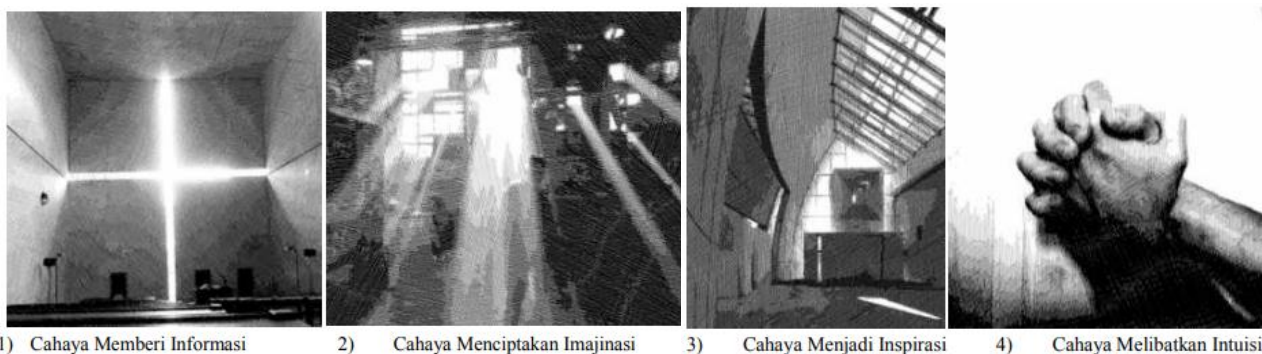 1) Cahaya Memberi Informasi 2) Cahaya Menciptakan Imajinasi 3) Cahaya Menjadi Inspirasi 4) Cahaya Melibatkan Intuisi